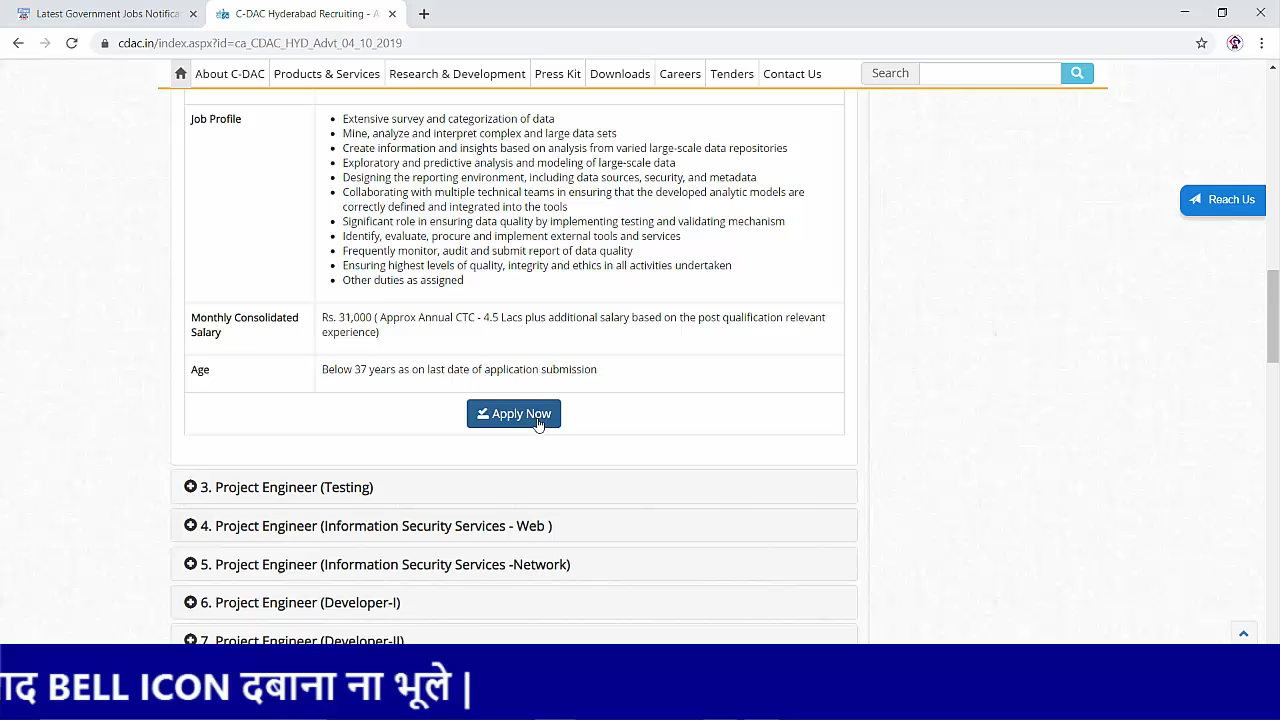 Latest Government Jobs Notifica
C-DAC Hyderabad Recruiting - A
cdac.in/index.aspx?id=ca_CDAC_HYD_Advt_04_10_2019
About C-DAC
Products & Service
Research & Development
Press Kit
Downloads
Careers
Tenders
Contact Us
Search
Job Profile
Extensive survey and categorization of data
Mine, analyze and interpret complex and large data sets
Create information and insights based on analysis from varied large-scale data repositories
Exploratory and predictive analysis and modeling of large-scale data
Designing the reporting environment, including data sources, security, and metadata
Collaborating with multiple technical teams in ensuring that the developed analytic models are
correctly defined and integrated into the tools
Significant role in ensuring data quality by implementing testing and validating mechanism
Identify, evaluate, procure and implement external tools and services
Frequently monitor, audit and submit report of data quality
Ensuring highest levels of quality, integrity and ethics in all activities undertaken
Other duties as assigned
Reach Us
Monthly Consolidated
Salary
Rs. 31,000 ( Approx Annual CTC - 4.5 Lacs plus additional salary based on the post qualification relevant
experience)
Age
Below 37 years as on last date of application submission
Apply Now
3. Project Engineer (Testing)
4. Project Engineer (Information Security Services - Web )
5. Project Engineer (Information Security Services -Network)
6. Project Engineer (Developer-I)
7. Project Engineer (Developer-II)
ाद BELL ICON दबाना ना भूले |